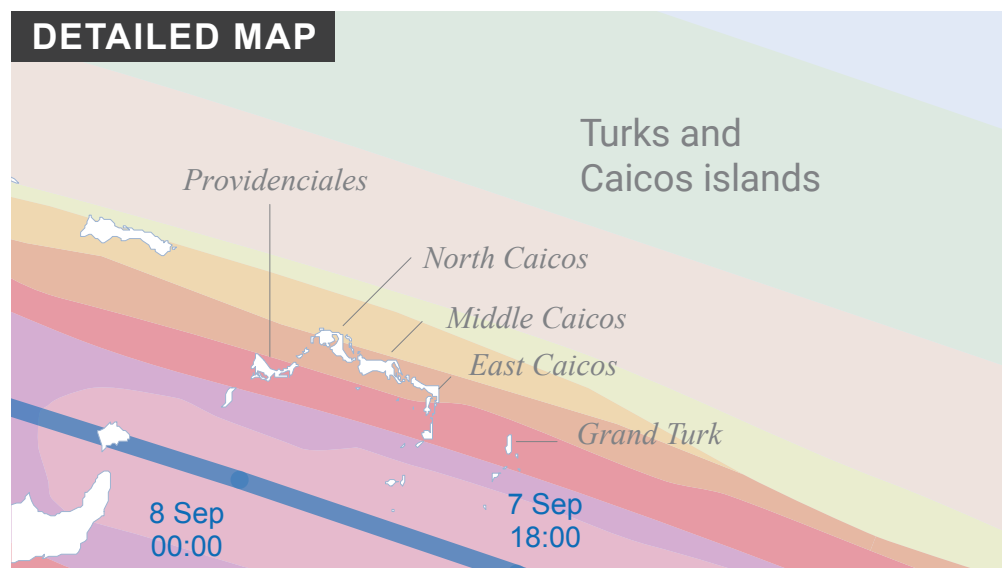 DETAILED MAP
Turks and
Caicos islands
Providenciales
North Caicos
Middle Caicos
East Caicos
Grand Turk
8 Sep
00:00
7 Sep
18:00